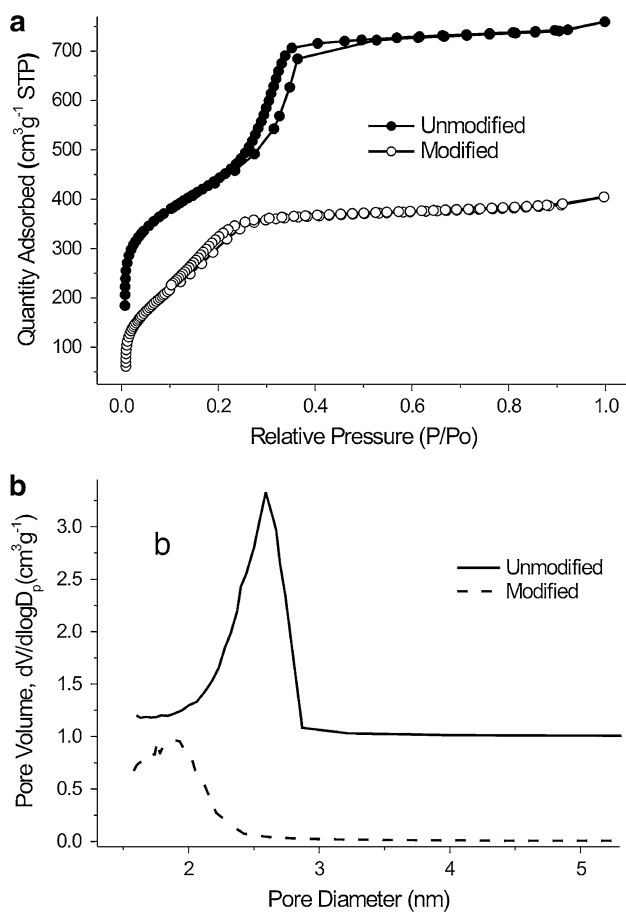 a
Quantity Adsorbed (cm³g⁻¹ STP)
700
600
500
400
300
200
100
Unmodified
Modified
0.0 0.2 0.4 0.6 0.8 1.0
Relative Pressure (P/Po)
b
Pore Volume, dV/dlogDₚ(cm³g⁻¹)
3.0
2.5
2.0
1.5
1.0
0.5
0.0
b
Unmodified
Modified
2 3 4 5
Pore Diameter (nm)